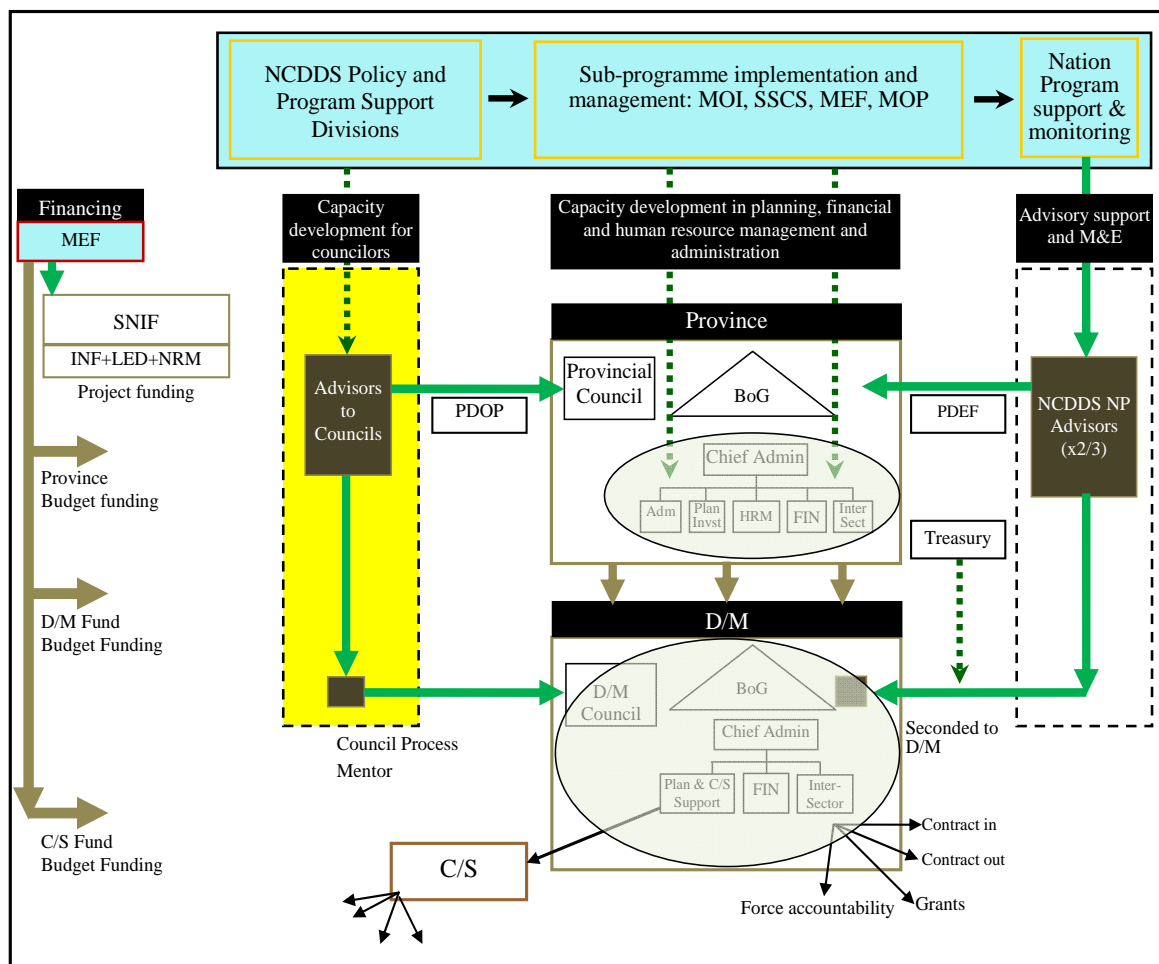 NCDDS Policy and
Program Support
Divisions
Sub-programme implementation and
management: MOI, SSCS, MEF, MOP
Nation
Program
support &
monitoring
Financing
MEF
SNIF
INF+LED+NRM
Project funding
Province
Budget funding
D/M Fund
Budget Funding
C/S Fund
Budget Funding
Capacity
development for
councilors
Capacity development in planning, financial
and human resource management and
administration
Advisory support
and M&E
Advisors
to
Councils
PDOP
Province
Provincial
Council
BoG
Chief Admin
Adm
Plan
Invst
HRM
FIN
Inter
Sect
PDEF
NCDDS NP
Advisors
(x2/3)
Treasury
D/M
D/M
Council
BoG
Chief Admin
Plan & C/S
Support
FIN
Inter-
Sector
Council Process
Mentor
Seconded to
D/M
C/S
Contract in
Contract out
Grants
Force accountability